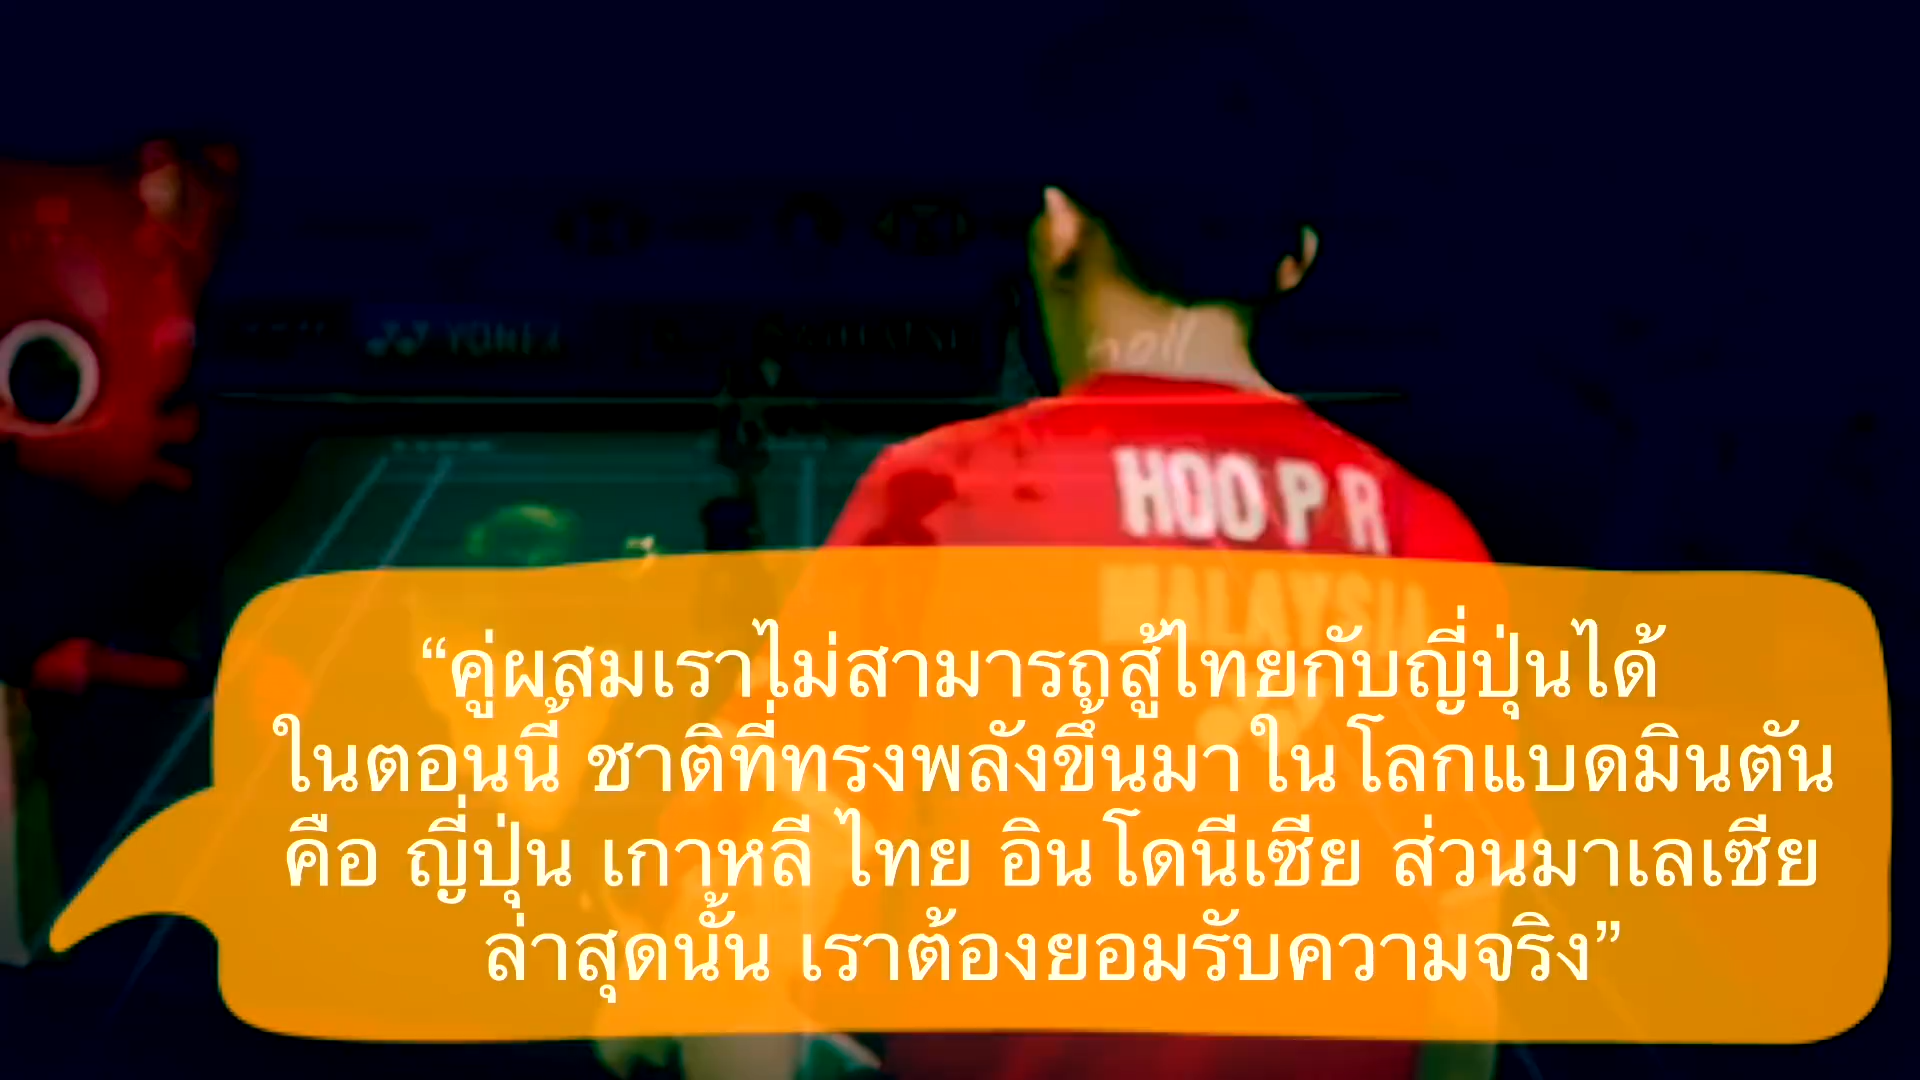 YONEX
noll
HOO P R
MALAYSIA
“คู่ผสมเราไม่สามารถสู้ไทยกับญี่ปุ่นได้
ในตอนนี้ ชาติที่ทรงพลังขึ้นมาในโลกแบดมินตัน
คือ ญี่ปุ่น เกาหลี ไทย อินโดนีเซีย ส่วนมาเลเซีย
ล่าสุดนั้น เราต้องยอมรับความจริง”